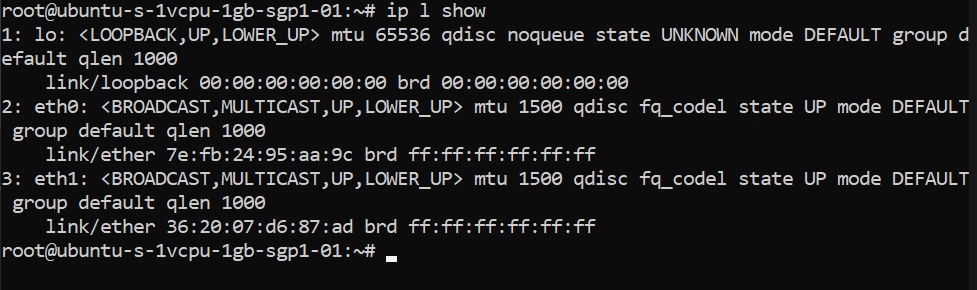 root@ubuntu-s-1vcpu-1gb-sgp1-01:~# ip l show
1: lo: <LOOPBACK,UP,LOWER_UP> mtu 65536 qdisc noqueue state UNKNOWN mode DEFAULT group d
efault qlen 1000
    link/loopback 00:00:00:00:00:00 brd 00:00:00:00:00:00
2: eth0: <BROADCAST,MULTICAST,UP,LOWER_UP> mtu 1500 qdisc fq_codel state UP mode DEFAULT
 group default qlen 1000
    link/ether 7e:fb:24:95:aa:9c brd ff:ff:ff:ff:ff:ff
3: eth1: <BROADCAST,MULTICAST,UP,LOWER_UP> mtu 1500 qdisc fq_codel state UP mode DEFAULT
 group default qlen 1000
    link/ether 36:20:07:d6:87:ad brd ff:ff:ff:ff:ff:ff
root@ubuntu-s-1vcpu-1gb-sgp1-01:~#